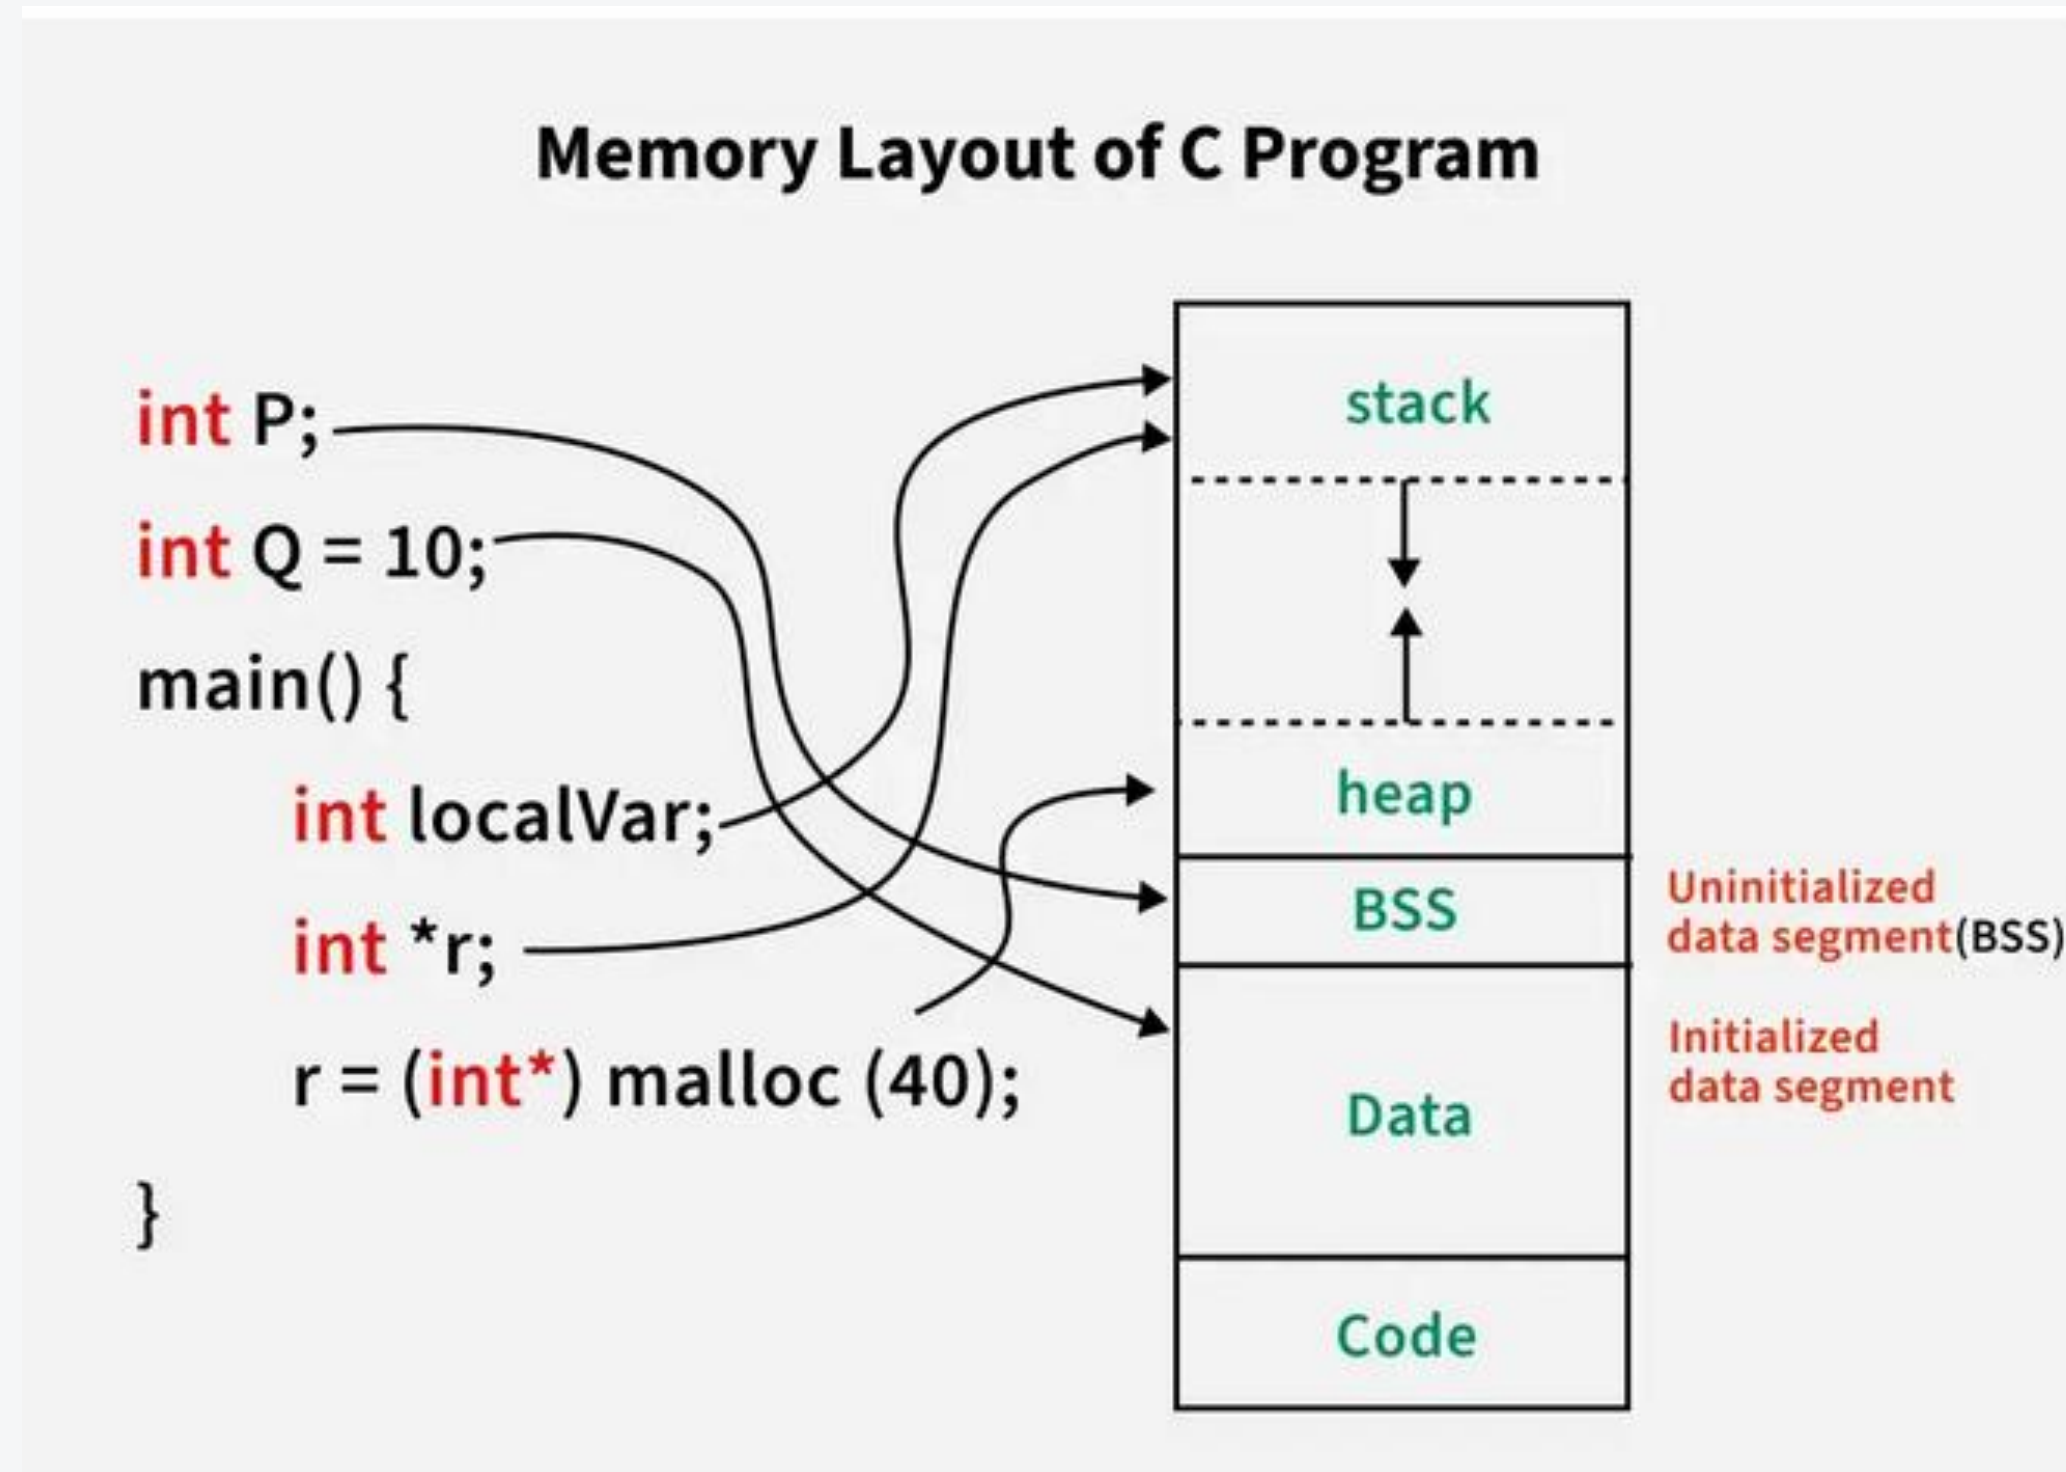 Memory Layout of C Program
int P;
int Q = 10;
main() {
int localVar;
int *r;
r = (int*) malloc (40);
}
stack
heap
BSS
Data
Code
Uninitialized
data segment(BSS)
Initialized
data segment